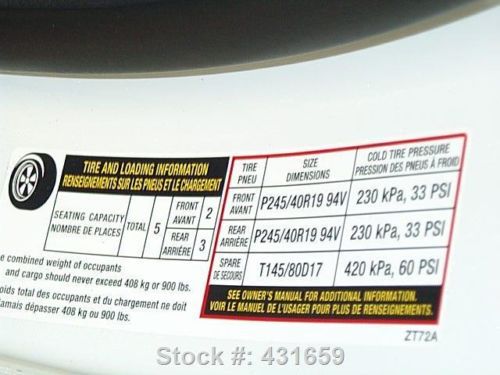 TIRE AND LOADING INFORMATION
RENSEIGNEMENTS SUR LES PNEUS ET LE CHARGEMENT
SEATING CAPACITY
NOMBRE DE PLACES
TOTAL 5
FRONT
AVANT 2
REAR
ARRIÈRE 3
e combined weight of occupants
and cargo should never exceed 408 kg or 900 lbs.
oids total des occupants et du chargement ne doit
jamais dépasser 408 kg ou 900 lbs.
TIRE
PNEU
SIZE
DIMENSIONS
COLD TIRE PRESSURE
PRESSION DES PNEUS À FROID
FRONT
AVANT
P245/40R19 94V 230 kPa, 33 PSI
REAR
ARRIÈRE
P245/40R19 94V 230 kPa, 33 PSI
SPARE
DE SECOURS
T145/80D17 420 kPa, 60 PSI
SEE OWNER'S MANUAL FOR ADDITIONAL INFORMATION.
VOIR LE MANUEL DE L'USAGER POUR PLUS DE RENSEIGNEMENTS.
ZT72A
Stock #: 431659